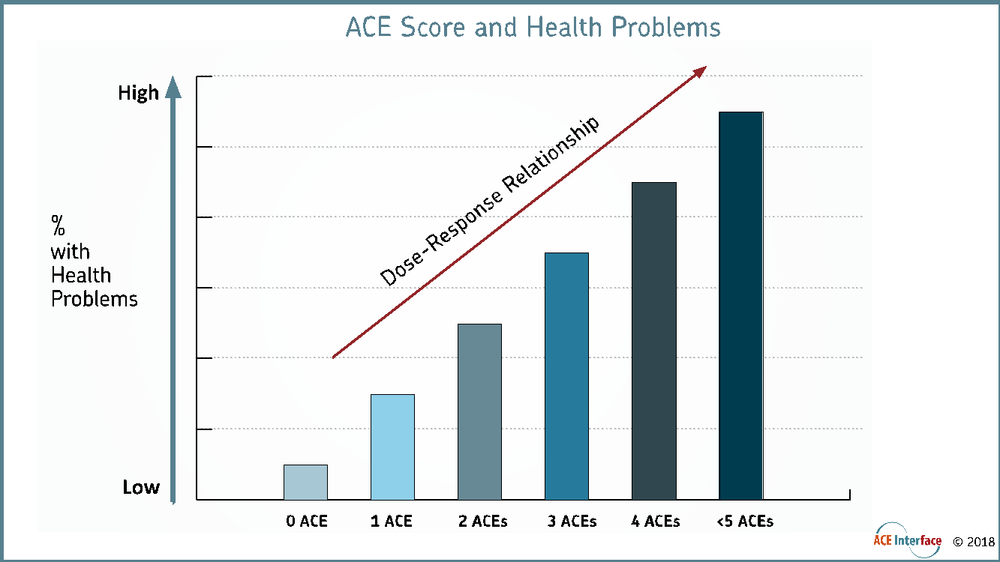 ACE Score and Health Problems
High
%
with
Health
Problems
Low
Dose-Response Relationship
0 ACE
1 ACE
2 ACEs
3 ACEs
4 ACEs
<5 ACEs
ACE Interface
© 2018